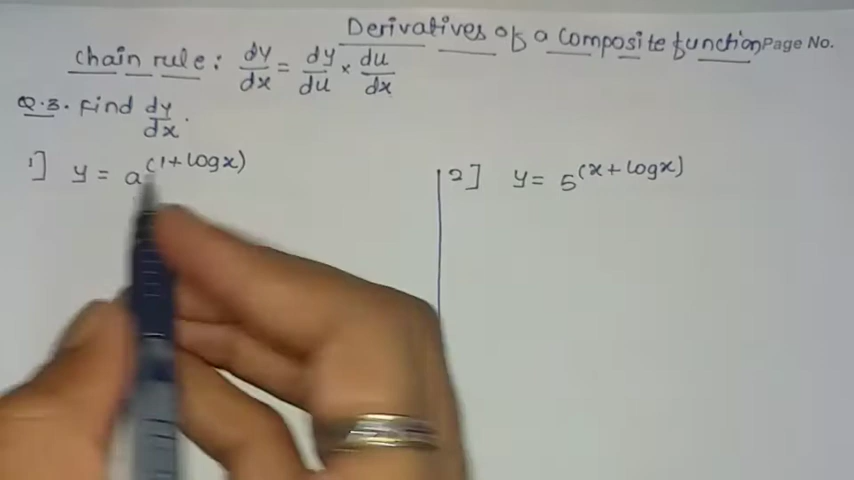 Derivatives of a composite function Page No.
Chain rule: dy/dx = dy/du × du/dx
Q.3. Find dy/dx.
1] y = a^(1+logx)
2] y = 5^(x+logx)